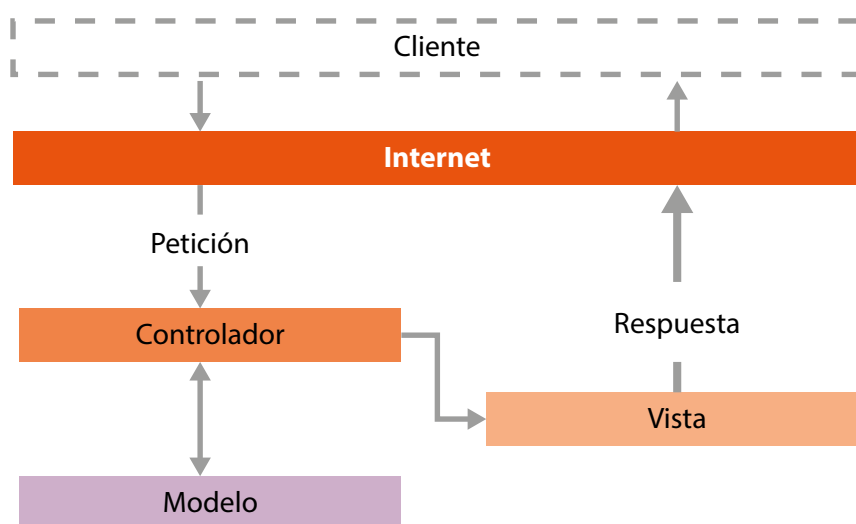 Cliente
Internet
Petición
Controlador
Respuesta
Vista
Modelo